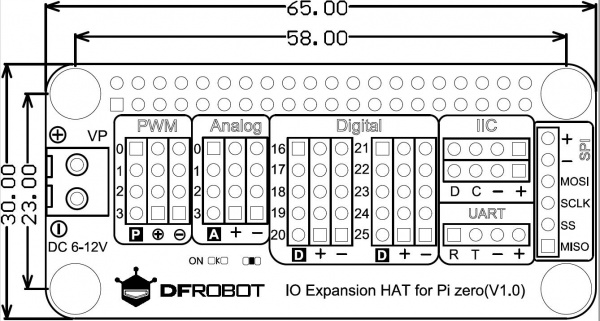 65.00
58.00
30.00
23.00
VP
DC 6-12V
PWM
0
1
2
3
P + −
Analog
0
1
2
3
A + −
Digital
16 21
17 22
18 23
19 24
20 25
D + − D + −
IIC
D C − +
UART
R T − +
SPI
+
−
MOSI
SCLK
SS
MISO
ON
DFROBOT
IO Expansion HAT for Pi zero(V1.0)